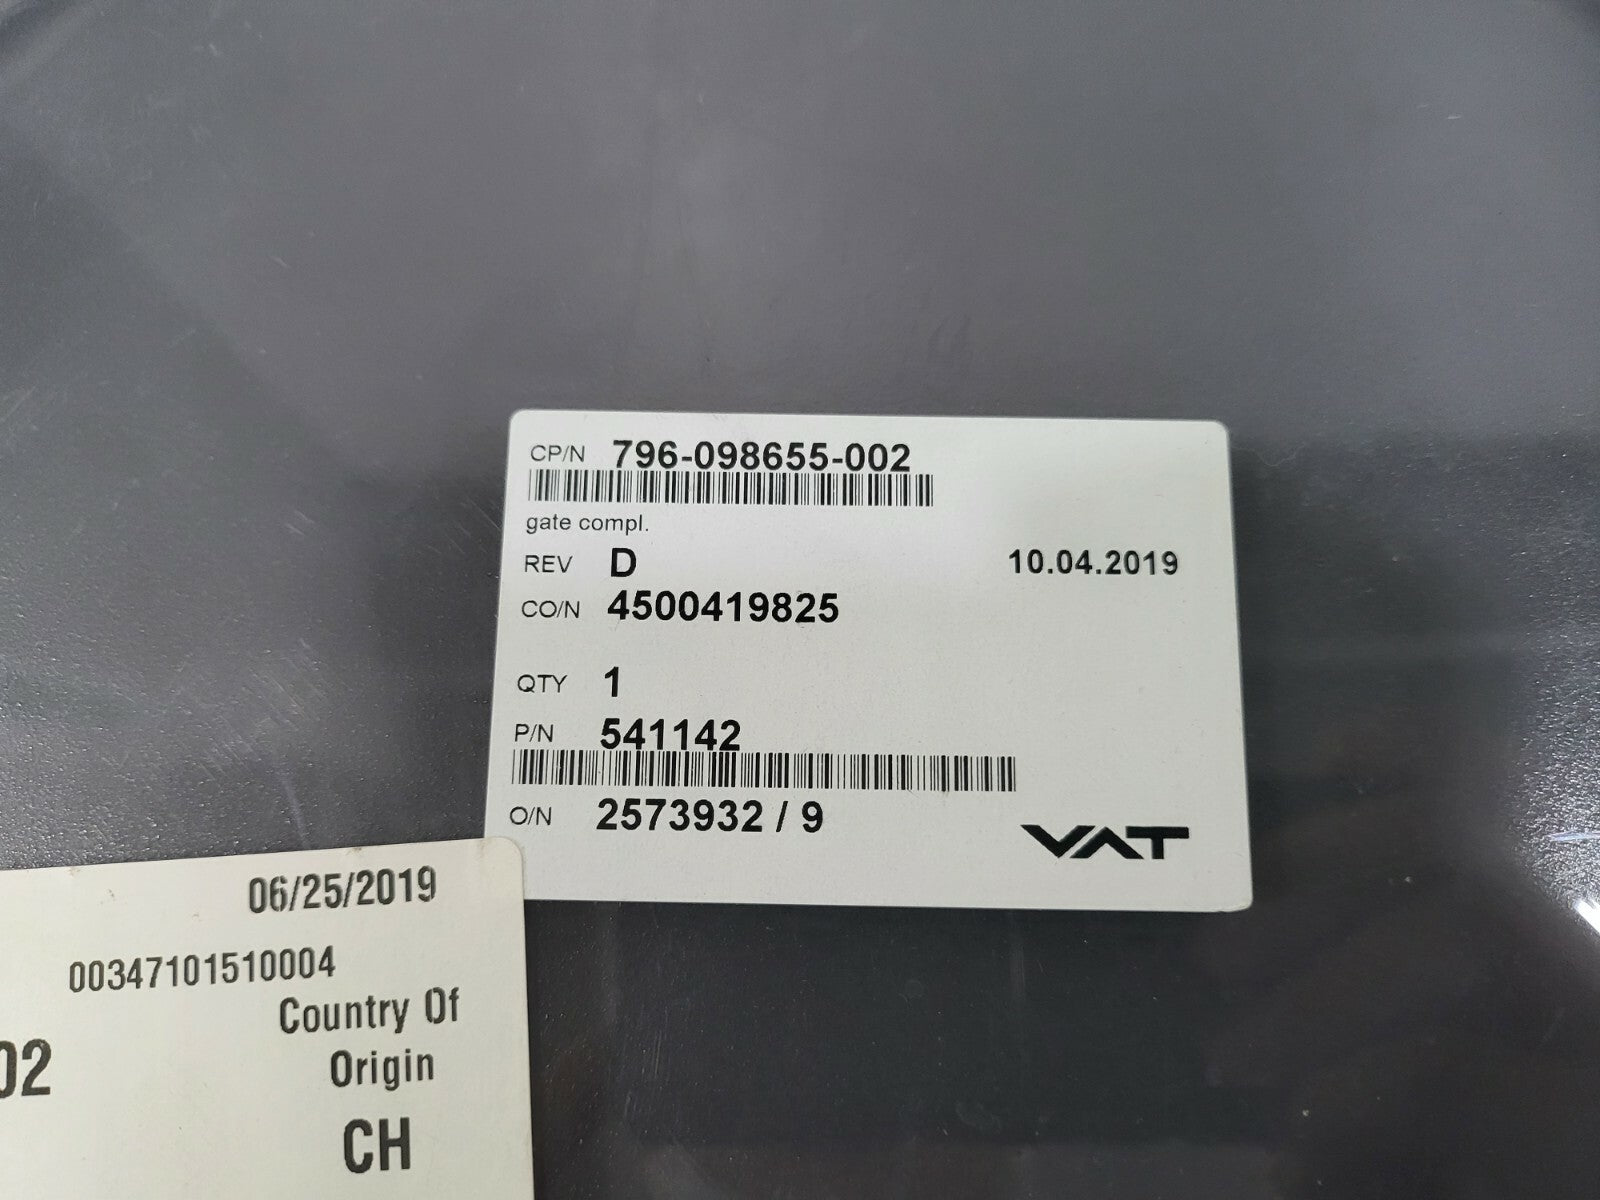 CP/N 796-098655-002
gate compl.
REV D 10.04.2019
CO/N 4500419825
QTY 1
P/N 541142
O/N 2573932 / 9
VAT
06/25/2019
00347101510004
Country Of
Origin
02
CH